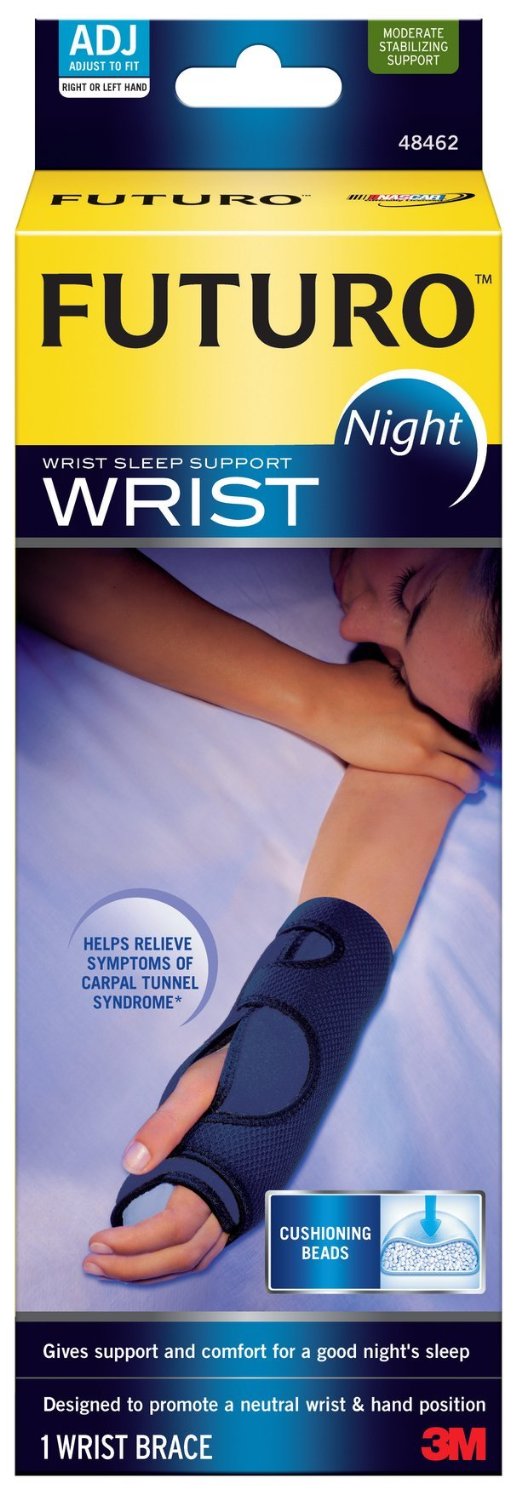 ADJ
ADJUST TO FIT
RIGHT OR LEFT HAND
MODERATE
STABILIZING
SUPPORT
48462
FUTURO™
NASCAR
FUTURO™
Night
WRIST SLEEP SUPPORT
WRIST
HELPS RELIEVE
SYMPTOMS OF
CARPAL TUNNEL
SYNDROME*
CUSHIONING
BEADS
Gives support and comfort for a good night's sleep
Designed to promote a neutral wrist & hand position
1 WRIST BRACE
3M